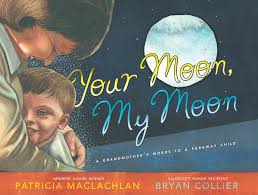 Your Moon,
My Moon
A GRANDMOTHER'S WORDS TO A FARAWAY CHILD
NEWBERY AWARD WINNER
PATRICIA MACLACHLAN
CALDECOTT HONOR RECIPIENT
BRYAN COLLIER